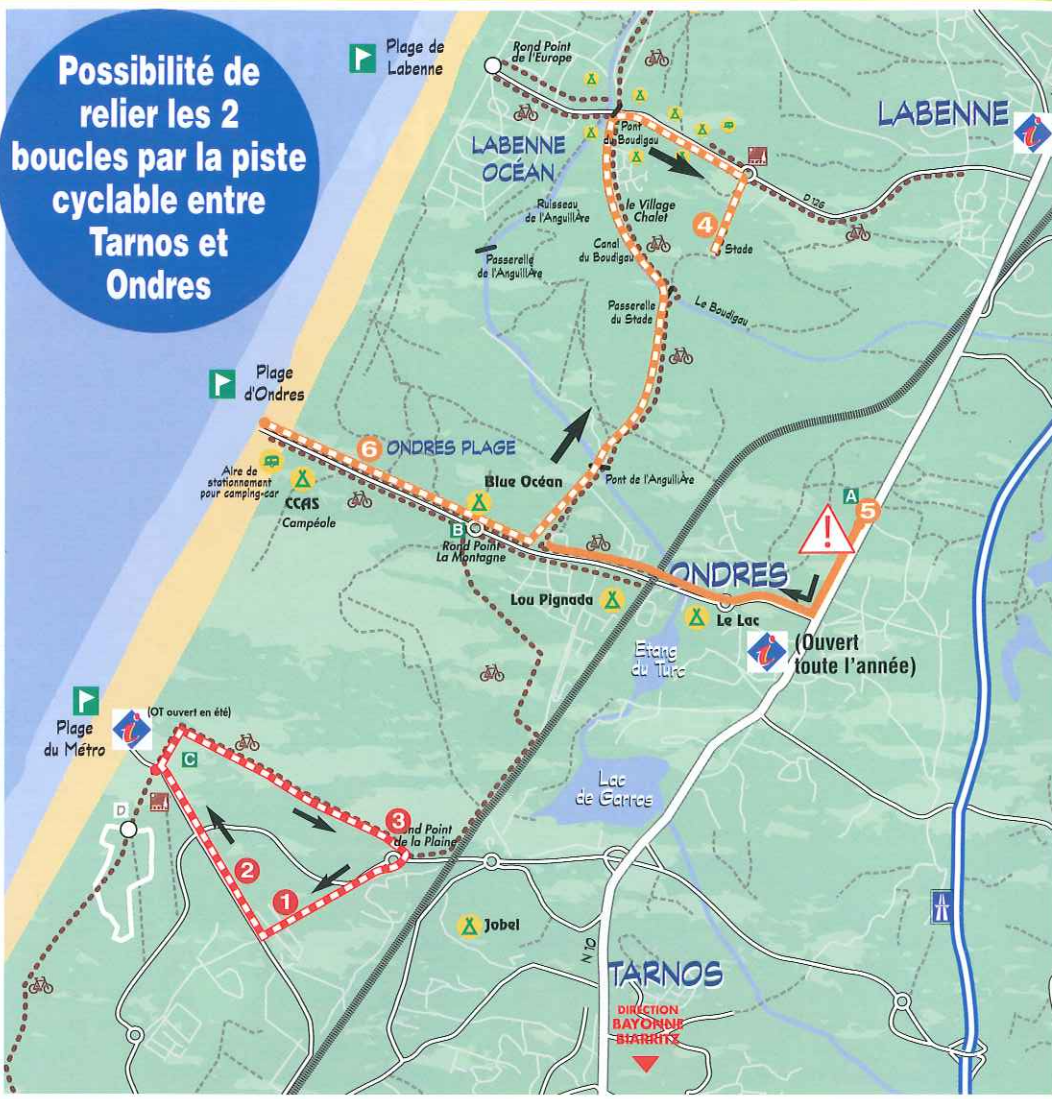 Possibilité de
relier les 2
boucles par la piste
cyclable entre
Tarnos et
Ondres
Plage de
Labenne
Rond Point
de l'Europe
LABENNE
i
LABENNE
OCÉAN
Pont
du Boudigau
Ruisseau
de l'AnguillÀre
le Village
Chalet
4
D 126
Stade
Canal
du Boudigau
Passerelle
de l'AnguillÀre
Passerelle
du Stade
Le Boudigau
Plage
d'Ondres
6
ONDRES PLAGE
Aire de
stationnement
pour camping-car
CCAS
Campéole
Blue Océan
Pont de l'AnguillÀre
A
5
!
B
Rond Point
La Montagne
ONDRES
Lou Pignada
Le Lac
i
(Ouvert
toute l'année)
Etang
du Turc
Plage
du Métro
i
(OT ouvert en été)
C
D
Lac
de Garros
3
ond Point
de la Plaine
2
1
Jobel
N 10
TARNOS
DIRECTION
BAYONNE
BIARRITZ